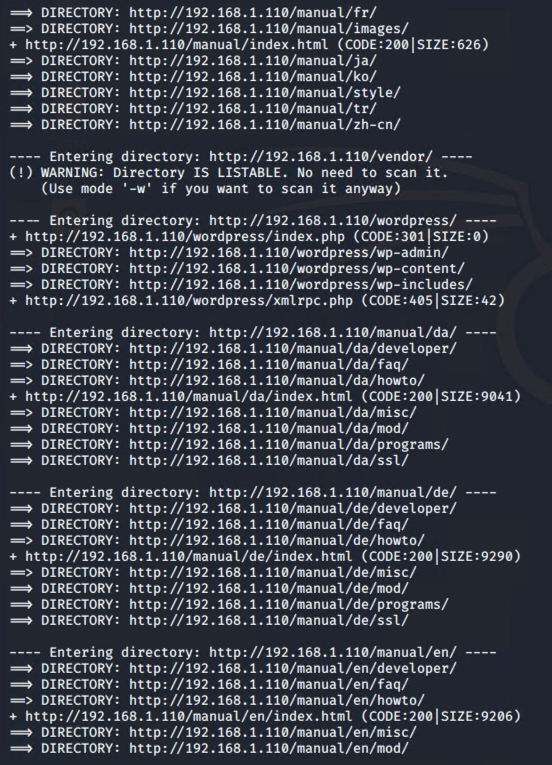 ==> DIRECTORY: http://192.168.1.110/manual/fr/
==> DIRECTORY: http://192.168.1.110/manual/images/
+ http://192.168.1.110/manual/index.html (CODE:200|SIZE:626)
==> DIRECTORY: http://192.168.1.110/manual/ja/
==> DIRECTORY: http://192.168.1.110/manual/ko/
==> DIRECTORY: http://192.168.1.110/manual/style/
==> DIRECTORY: http://192.168.1.110/manual/tr/
==> DIRECTORY: http://192.168.1.110/manual/zh-cn/

---- Entering directory: http://192.168.1.110/vendor/ ----
(!) WARNING: Directory IS LISTABLE. No need to scan it.
    (Use mode '-w' if you want to scan it anyway)

---- Entering directory: http://192.168.1.110/wordpress/ ----
+ http://192.168.1.110/wordpress/index.php (CODE:301|SIZE:0)
==> DIRECTORY: http://192.168.1.110/wordpress/wp-admin/
==> DIRECTORY: http://192.168.1.110/wordpress/wp-content/
==> DIRECTORY: http://192.168.1.110/wordpress/wp-includes/
+ http://192.168.1.110/wordpress/xmlrpc.php (CODE:405|SIZE:42)

---- Entering directory: http://192.168.1.110/manual/da/ ----
==> DIRECTORY: http://192.168.1.110/manual/da/developer/
==> DIRECTORY: http://192.168.1.110/manual/da/faq/
==> DIRECTORY: http://192.168.1.110/manual/da/howto/
+ http://192.168.1.110/manual/da/index.html (CODE:200|SIZE:9041)
==> DIRECTORY: http://192.168.1.110/manual/da/misc/
==> DIRECTORY: http://192.168.1.110/manual/da/mod/
==> DIRECTORY: http://192.168.1.110/manual/da/programs/
==> DIRECTORY: http://192.168.1.110/manual/da/ssl/

---- Entering directory: http://192.168.1.110/manual/de/ ----
==> DIRECTORY: http://192.168.1.110/manual/de/developer/
==> DIRECTORY: http://192.168.1.110/manual/de/faq/
==> DIRECTORY: http://192.168.1.110/manual/de/howto/
+ http://192.168.1.110/manual/de/index.html (CODE:200|SIZE:9290)
==> DIRECTORY: http://192.168.1.110/manual/de/misc/
==> DIRECTORY: http://192.168.1.110/manual/de/mod/
==> DIRECTORY: http://192.168.1.110/manual/de/programs/
==> DIRECTORY: http://192.168.1.110/manual/de/ssl/

---- Entering directory: http://192.168.1.110/manual/en/ ----
==> DIRECTORY: http://192.168.1.110/manual/en/developer/
==> DIRECTORY: http://192.168.1.110/manual/en/faq/
==> DIRECTORY: http://192.168.1.110/manual/en/howto/
+ http://192.168.1.110/manual/en/index.html (CODE:200|SIZE:9206)
==> DIRECTORY: http://192.168.1.110/manual/en/misc/
==> DIRECTORY: http://192.168.1.110/manual/en/mod/